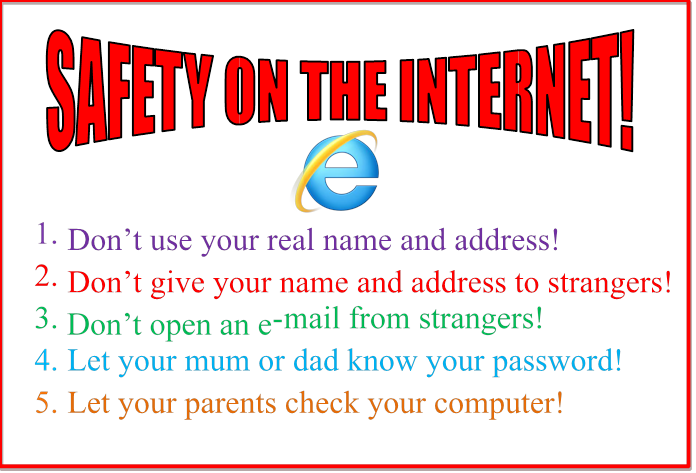 SAFETY ON THE INTERNET!
1. Don’t use your real name and address!
2. Don’t give your name and address to strangers!
3. Don’t open an e-mail from strangers!
4. Let your mum or dad know your password!
5. Let your parents check your computer!